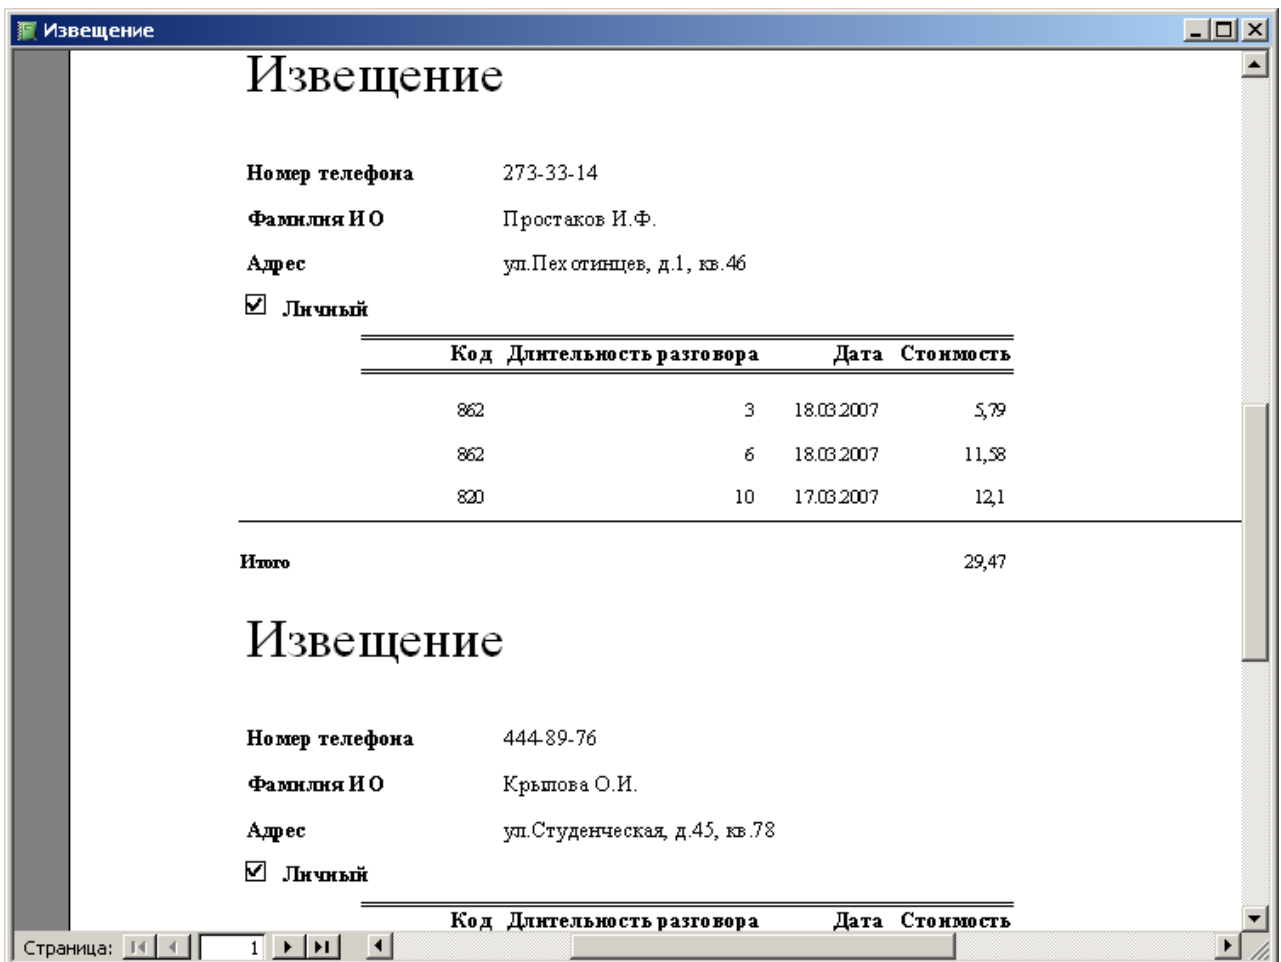 Извещение
Извещение
Номер телефона 273-33-14
Фамилия И О Простаков И.Ф.
Адрес ул.Пехотинцев, д.1, кв.46
Личный
Код Длительность разговора Дата Стоимость
862 3 18.03.2007 5,79
862 6 18.03.2007 11,58
820 10 17.03.2007 12,1
Итого 29,47
Извещение
Номер телефона 444-89-76
Фамилия И О Крылова О.И.
Адрес ул.Студенческая, д.45, кв.78
Личный
Код Длительность разговора Дата Стоимость
Страница: 1